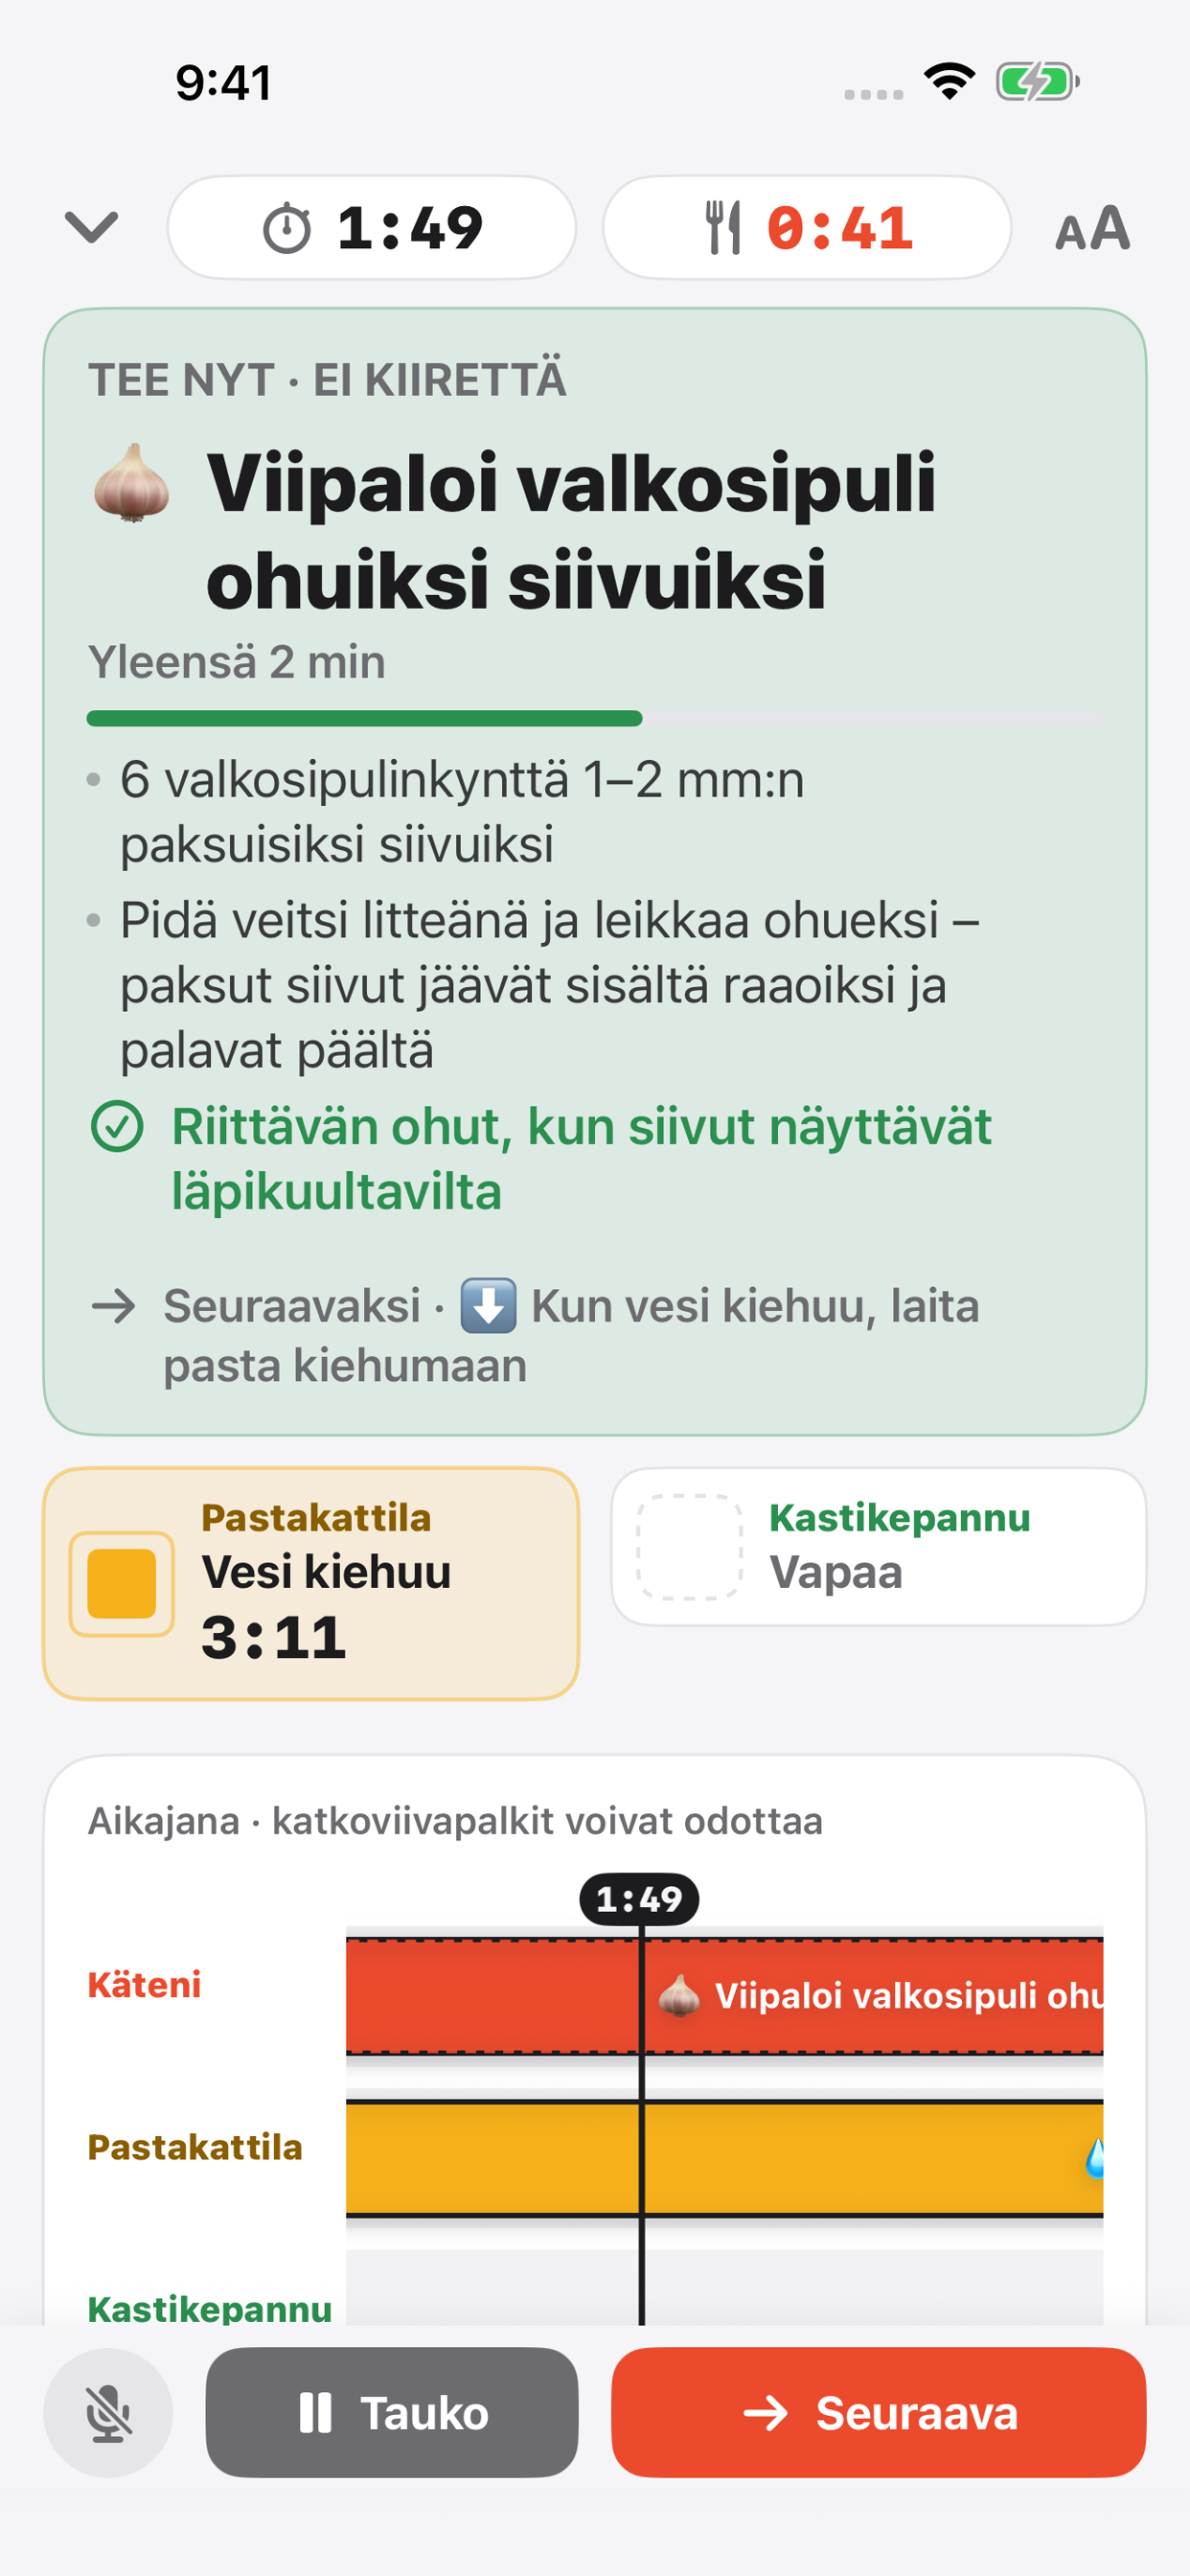 9:41
1:49
0:41
AA
TEE NYT · EI KIIRETTÄ
Viipaloi valkosipuli
ohuiksi siivuiksi
Yleensä 2 min
• 6 valkosipulinkynttä 1–2 mm:n
paksuisiksi siivuiksi
• Pidä veitsi litteänä ja leikkaa ohueksi –
paksut siivut jäävät sisältä raaoiksi ja
palavat päältä
Riittävän ohut, kun siivut näyttävät
läpikuultavilta
→ Seuraavaksi · ⬇️ Kun vesi kiehuu, laita
pasta kiehumaan
Pastakattila
Vesi kiehuu
3:11
Kastikepannu
Vapaa
Aikajana · katkoviivapalkit voivat odottaa
1:49
Käteni
Viipaloi valkosipuli ohu
Pastakattila
Kastikepannu
Tauko
→ Seuraava